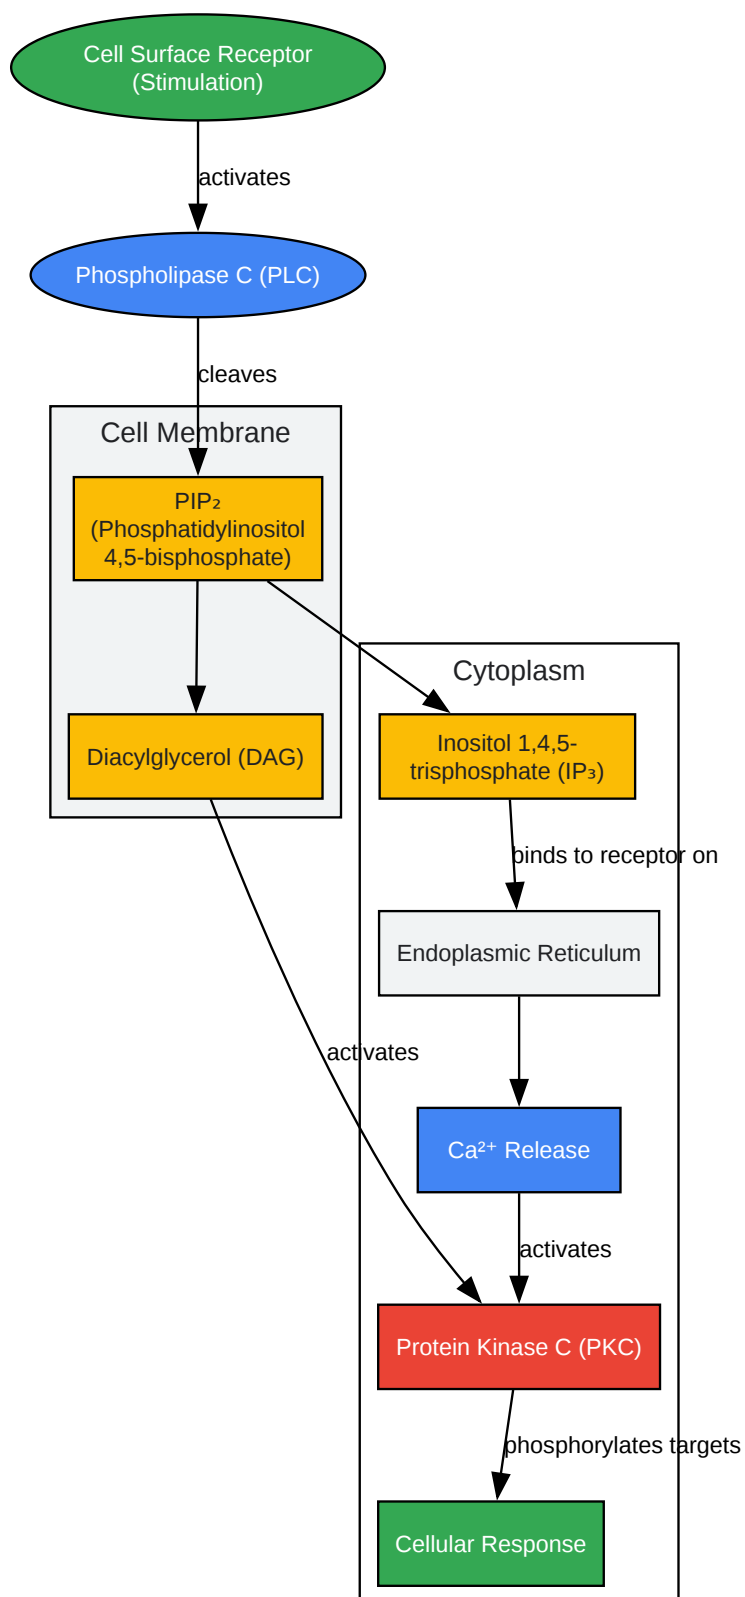 Cell Surface Receptor
(Stimulation)
activates
Phospholipase C (PLC)
cleaves
Cell Membrane
PIP₂
(Phosphatidylinositol
4,5-bisphosphate)
Cytoplasm
Diacylglycerol (DAG)
Inositol 1,4,5-
trisphosphate (IP₃)
binds to receptor on
Endoplasmic Reticulum
activates
Ca²⁺ Release
activates
Protein Kinase C (PKC)
phosphorylates targets
Cellular Response